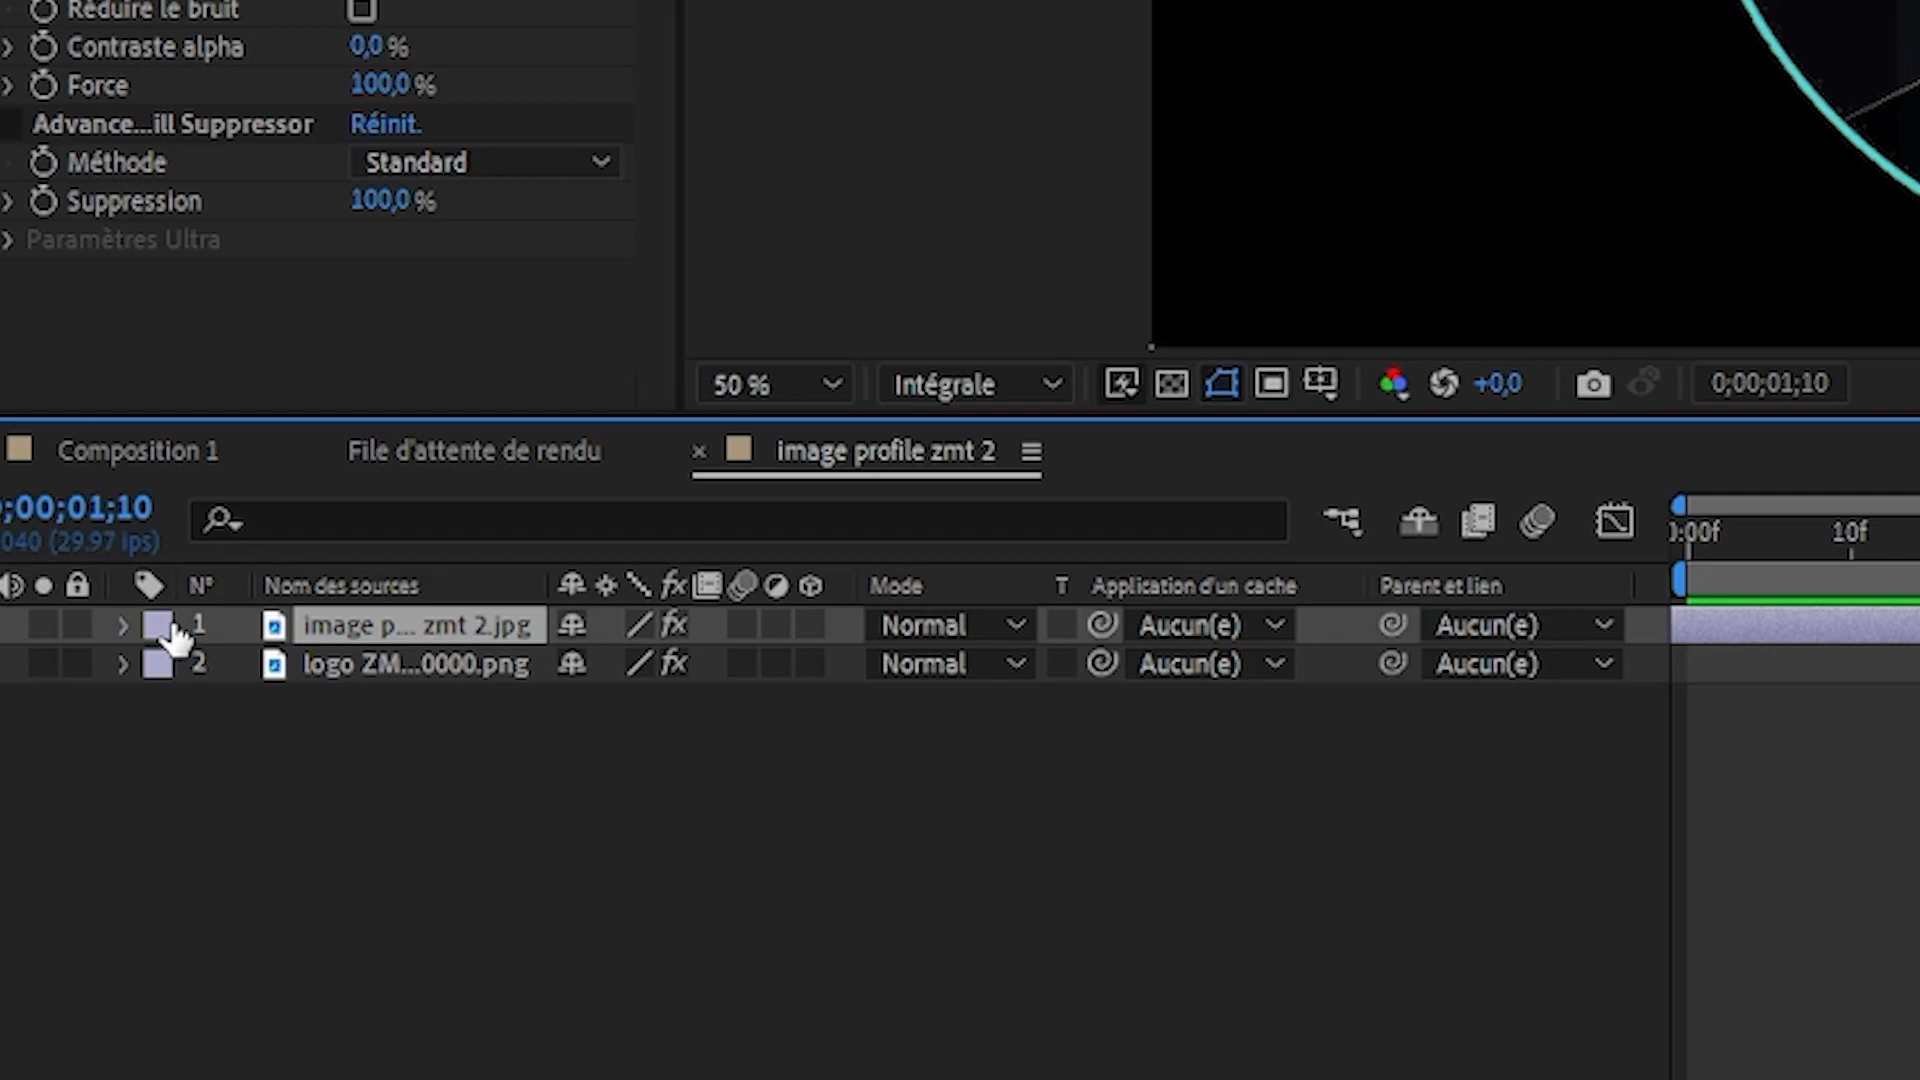 Réduire le bruit
Contraste alpha 0,0 %
Force 100,0 %
Advance...ill Suppressor Réinit.
Méthode Standard
Suppression 100,0 %
Paramètres Ultra
50 % Intégrale +0,0 0;00;01;10
Composition 1 File d'attente de rendu × image profile zmt 2
;00;01;10
040 (29.97 ips) 0:00f 10f
N° Nom des sources fx Mode T Application d'un cache Parent et lien
1 image p... zmt 2.jpg fx Normal Aucun(e) Aucun(e)
2 logo ZM...0000.png fx Normal Aucun(e) Aucun(e)